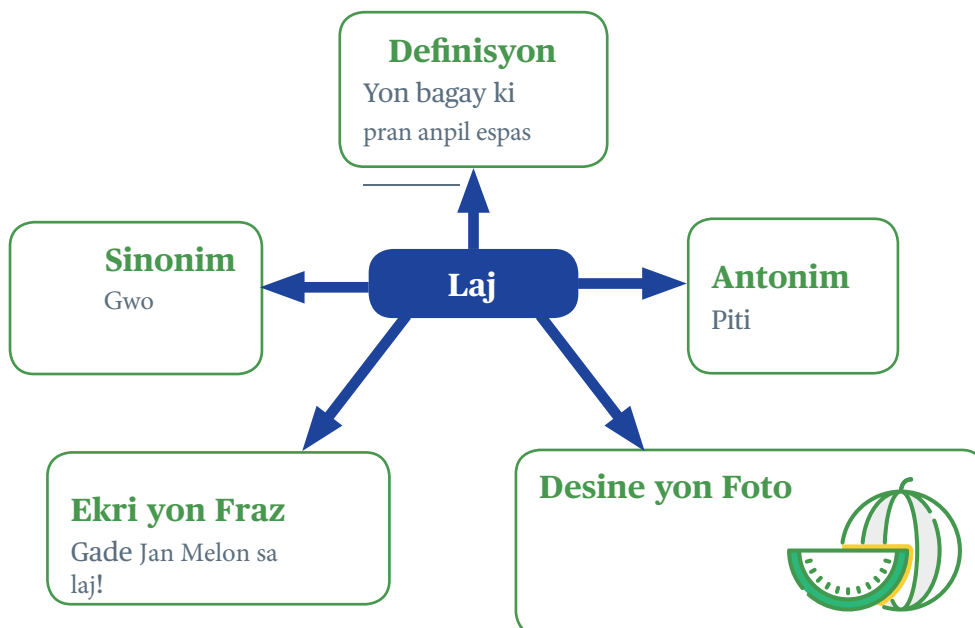 Definisyon
Yon bagay ki
pran anpil espas
Sinonim
Gwo
Laj
Antonim
Piti
Ekri yon Fraz
Gade Jan Melon sa
laj!
Desine yon Foto